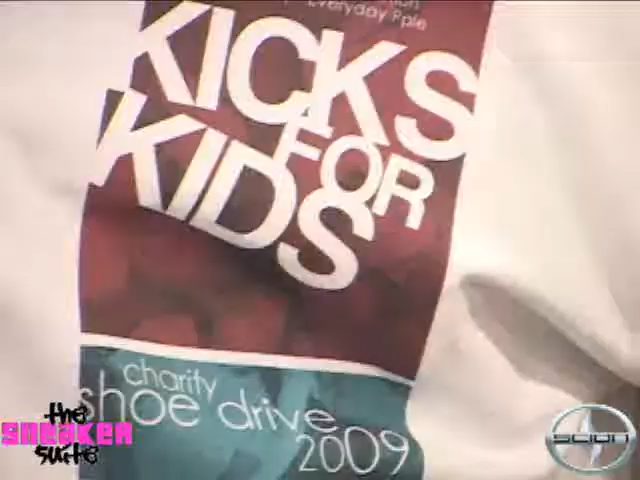 Everyday Pple
KICKS
FOR
KIDS
charity
shoe drive
2009
the
SNEAKER
suite
SCION